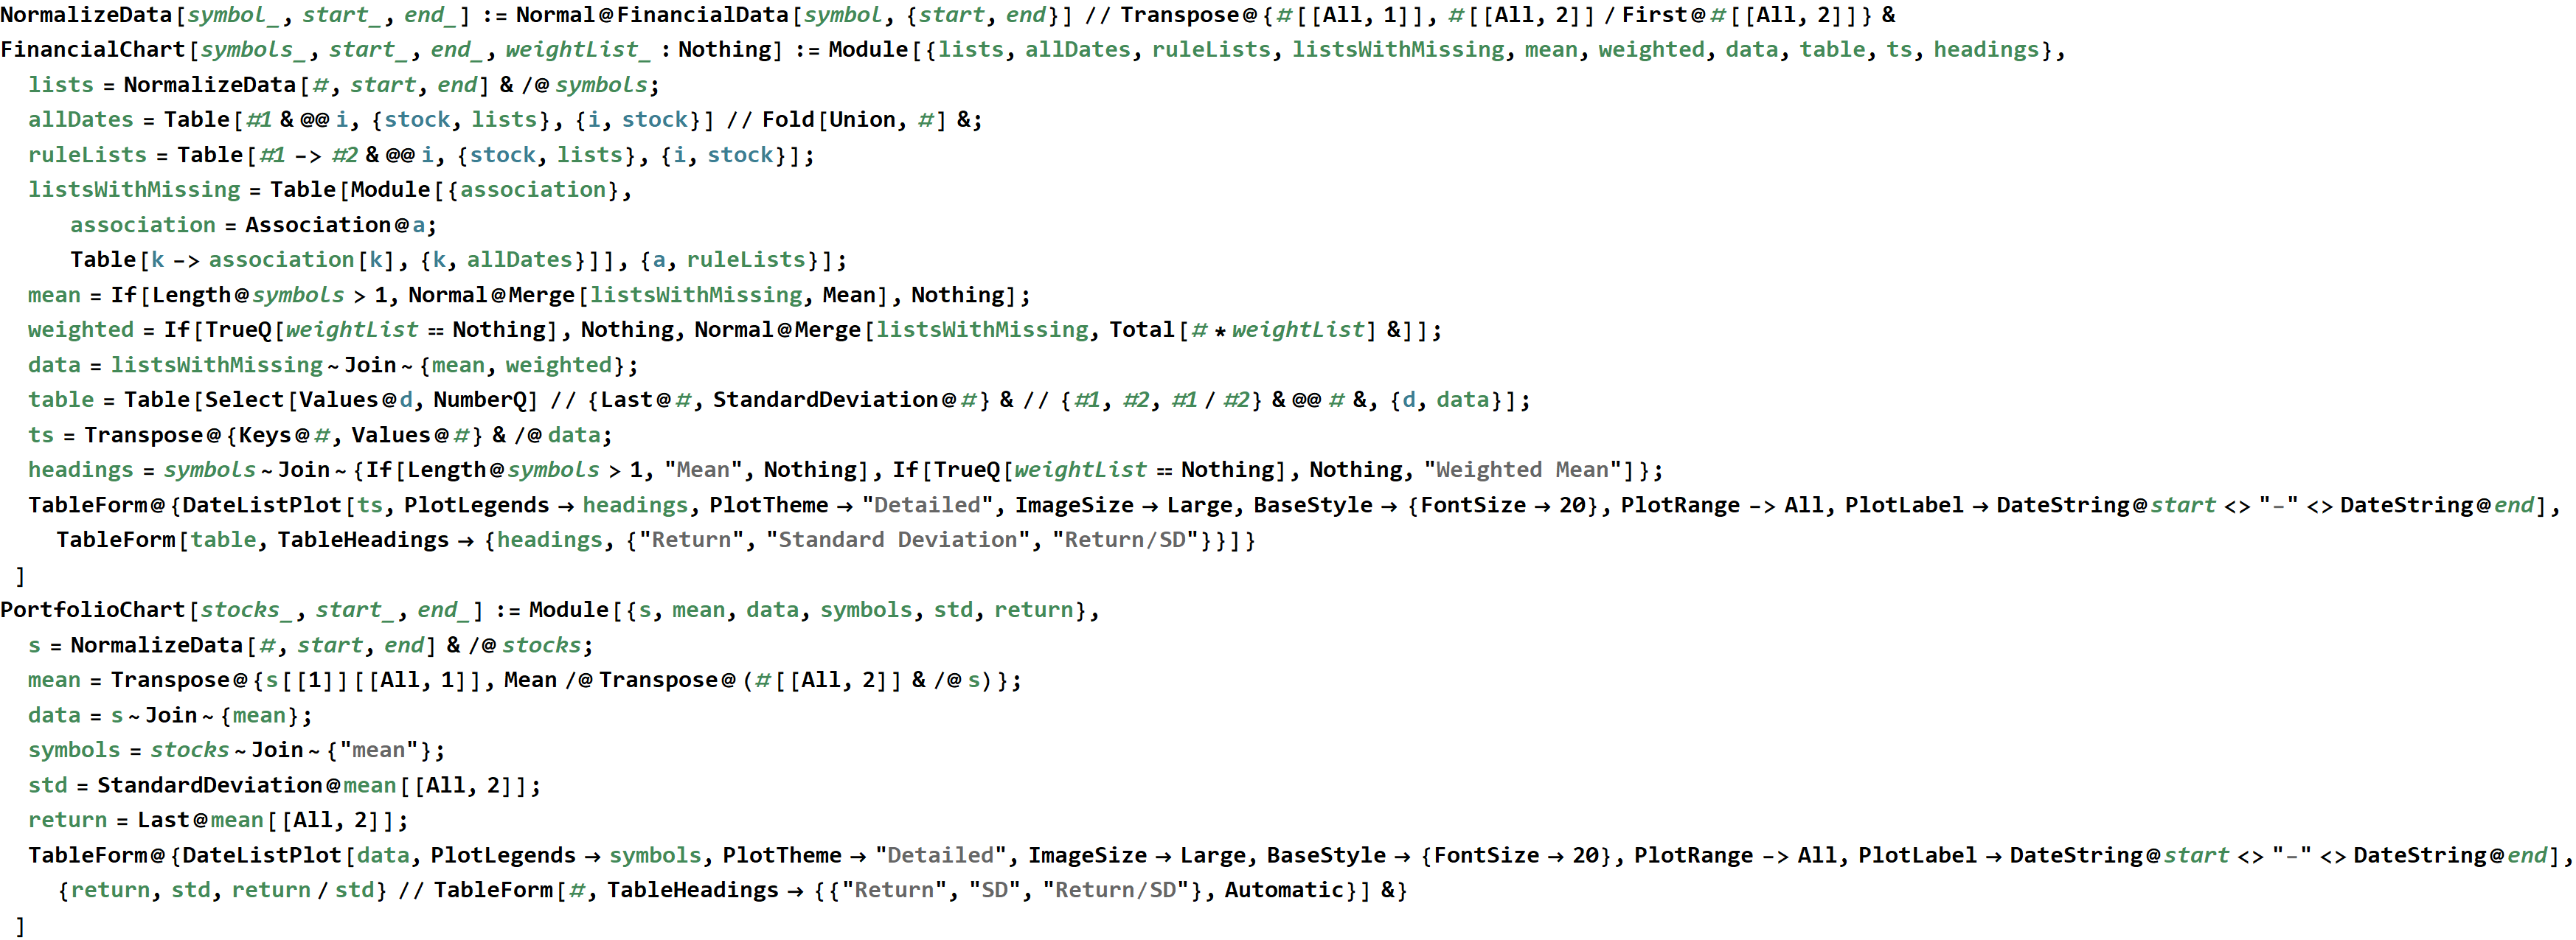 NormalizeData[symbol_, start_, end_] := Normal@FinancialData[symbol, {start, end}] // Transpose@{#[[All, 1]], #[[All, 2]] / First@#[[All, 2]]} &
FinancialChart[symbols_, start_, end_, weightList_ : Nothing] := Module[{lists, allDates, ruleLists, listsWithMissing, mean, weighted, data, table, ts, headings},
lists = NormalizeData[#, start, end] & /@ symbols;
allDates = Table[#1 & @@ i, {stock, lists}, {i, stock}] // Fold[Union, #] &;
ruleLists = Table[#1 -> #2 & @@ i, {stock, lists}, {i, stock}];
listsWithMissing = Table[Module[{association},
association = Association@a;
Table[k -> association[k], {k, allDates}]], {a, ruleLists}];
mean = If[Length@symbols > 1, Normal@Merge[listsWithMissing, Mean], Nothing];
weighted = If[TrueQ[weightList == Nothing], Nothing, Normal@Merge[listsWithMissing, Total[# * weightList] &]];
data = listsWithMissing~Join~{mean, weighted};
table = Table[Select[Values@d, NumberQ] // {Last@#, StandardDeviation@#} & // {#1, #2, #1 / #2} & @@ # &, {d, data}];
ts = Transpose@{Keys@#, Values@#} & /@ data;
headings = symbols~Join~{If[Length@symbols > 1, "Mean", Nothing], If[TrueQ[weightList == Nothing], Nothing, "Weighted Mean"]};
TableForm@{DateListPlot[ts, PlotLegends → headings, PlotTheme → "Detailed", ImageSize → Large, BaseStyle → {FontSize → 20}, PlotRange -> All, PlotLabel → DateString@start <> "-" <> DateString@end],
TableForm[table, TableHeadings → {headings, {"Return", "Standard Deviation", "Return/SD"}}]}
]
PortfolioChart[stocks_, start_, end_] := Module[{s, mean, data, symbols, std, return},
s = NormalizeData[#, start, end] & /@ stocks;
mean = Transpose@{s[[1]][[All, 1]], Mean /@ Transpose@(#[[All, 2]] & /@ s)};
data = s~Join~{mean};
symbols = stocks~Join~{"mean"};
std = StandardDeviation@mean[[All, 2]];
return = Last@mean[[All, 2]];
TableForm@{DateListPlot[data, PlotLegends → symbols, PlotTheme → "Detailed", ImageSize → Large, BaseStyle → {FontSize → 20}, PlotRange -> All, PlotLabel → DateString@start <> "-" <> DateString@end],
{return, std, return / std} // TableForm[#, TableHeadings → {{"Return", "SD", "Return/SD"}, Automatic}] &}
]